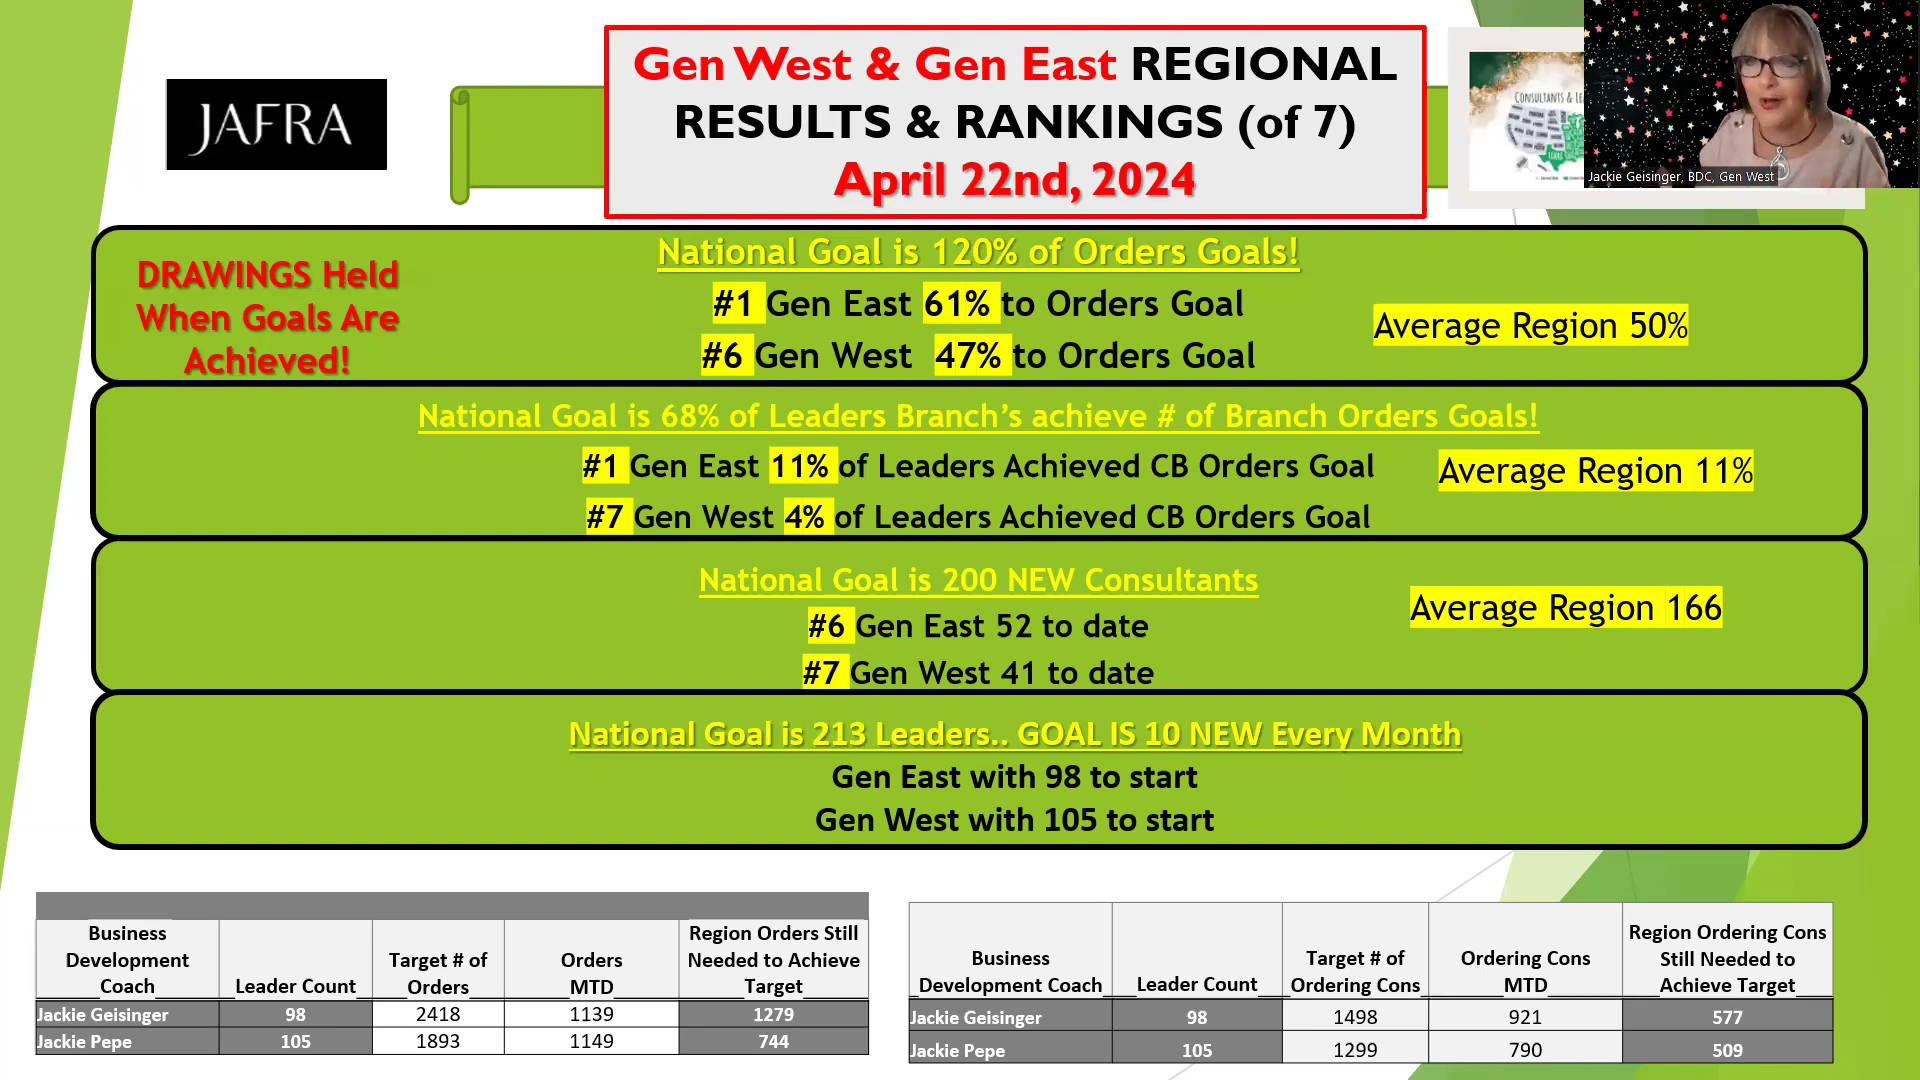 JAFRA
Gen West & Gen East REGIONAL
RESULTS & RANKINGS (of 7)
April 22nd, 2024
CONSULTANTS & LE
TEXAS
Jackie Geisinger, BDC, Gen West
DRAWINGS Held
When Goals Are
Achieved!
National Goal is 120% of Orders Goals!
#1 Gen East 61% to Orders Goal
#6 Gen West 47% to Orders Goal
Average Region 50%
National Goal is 68% of Leaders Branch’s achieve # of Branch Orders Goals!
#1 Gen East 11% of Leaders Achieved CB Orders Goal
#7 Gen West 4% of Leaders Achieved CB Orders Goal
Average Region 11%
National Goal is 200 NEW Consultants
#6 Gen East 52 to date
#7 Gen West 41 to date
Average Region 166
National Goal is 213 Leaders.. GOAL IS 10 NEW Every Month
Gen East with 98 to start
Gen West with 105 to start
Business Development Coach Leader Count Target # of Orders Orders MTD Region Orders Still Needed to Achieve Target
Jackie Geisinger 98 2418 1139 1279
Jackie Pepe 105 1893 1149 744
Business Development Coach Leader Count Target # of Ordering Cons Ordering Cons MTD Region Ordering Cons Still Needed to Achieve Target
Jackie Geisinger 98 1498 921 577
Jackie Pepe 105 1299 790 509